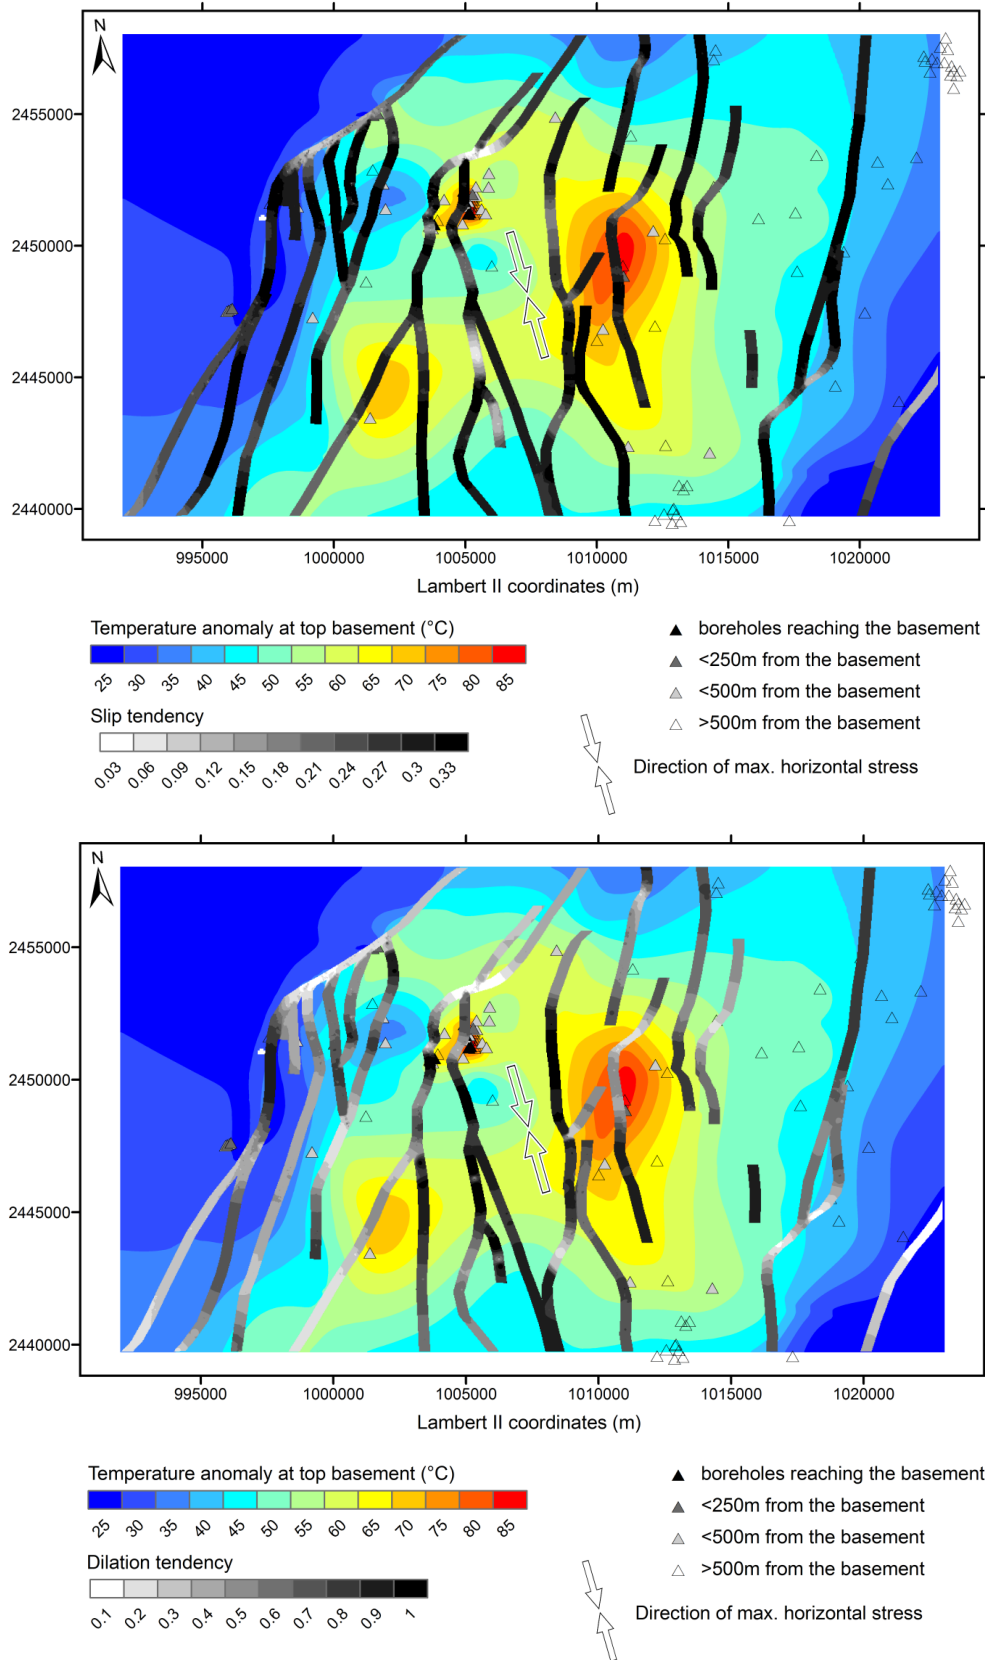 N
2455000
2450000
2445000
2440000
995000 1000000 1005000 1010000 1015000 1020000
Lambert II coordinates (m)
Temperature anomaly at top basement (°C)
25 30 35 40 45 50 55 60 65 70 75 80 85
Slip tendency
0.03 0.06 0.09 0.12 0.15 0.18 0.21 0.24 0.27 0.3 0.33
boreholes reaching the basement
<250m from the basement
<500m from the basement
>500m from the basement
Direction of max. horizontal stress
N
2455000
2450000
2445000
2440000
995000 1000000 1005000 1010000 1015000 1020000
Lambert II coordinates (m)
Temperature anomaly at top basement (°C)
25 30 35 40 45 50 55 60 65 70 75 80 85
Dilation tendency
0.1 0.2 0.3 0.4 0.5 0.6 0.7 0.8 0.9 1
boreholes reaching the basement
<250m from the basement
<500m from the basement
>500m from the basement
Direction of max. horizontal stress